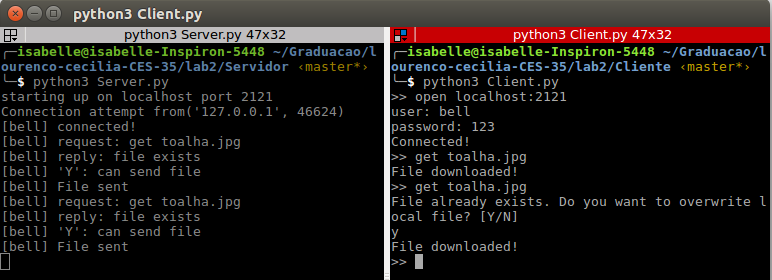 python3 Client.py
python3 Server.py 47x32
┌─isabelle@isabelle-Inspiron-5448 ~/Graduacao/l
ourenco-cecilia-CES-35/lab2/Servidor ‹master*›
└─$ python3 Server.py
starting up on localhost port 2121
Connection attempt from('127.0.0.1', 46624)
[bell] connected!
[bell] request: get toalha.jpg
[bell] reply: file exists
[bell] 'Y': can send file
[bell] File sent
[bell] request: get toalha.jpg
[bell] reply: file exists
[bell] 'Y': can send file
[bell] File sent
python3 Client.py 47x32
┌─isabelle@isabelle-Inspiron-5448 ~/Graduacao/l
ourenco-cecilia-CES-35/lab2/Cliente ‹master*›
└─$ python3 Client.py
>> open localhost:2121
user: bell
password: 123
Connected!
>> get toalha.jpg
File downloaded!
>> get toalha.jpg
File already exists. Do you want to overwrite l
ocal file? [Y/N]
y
File downloaded!
>>